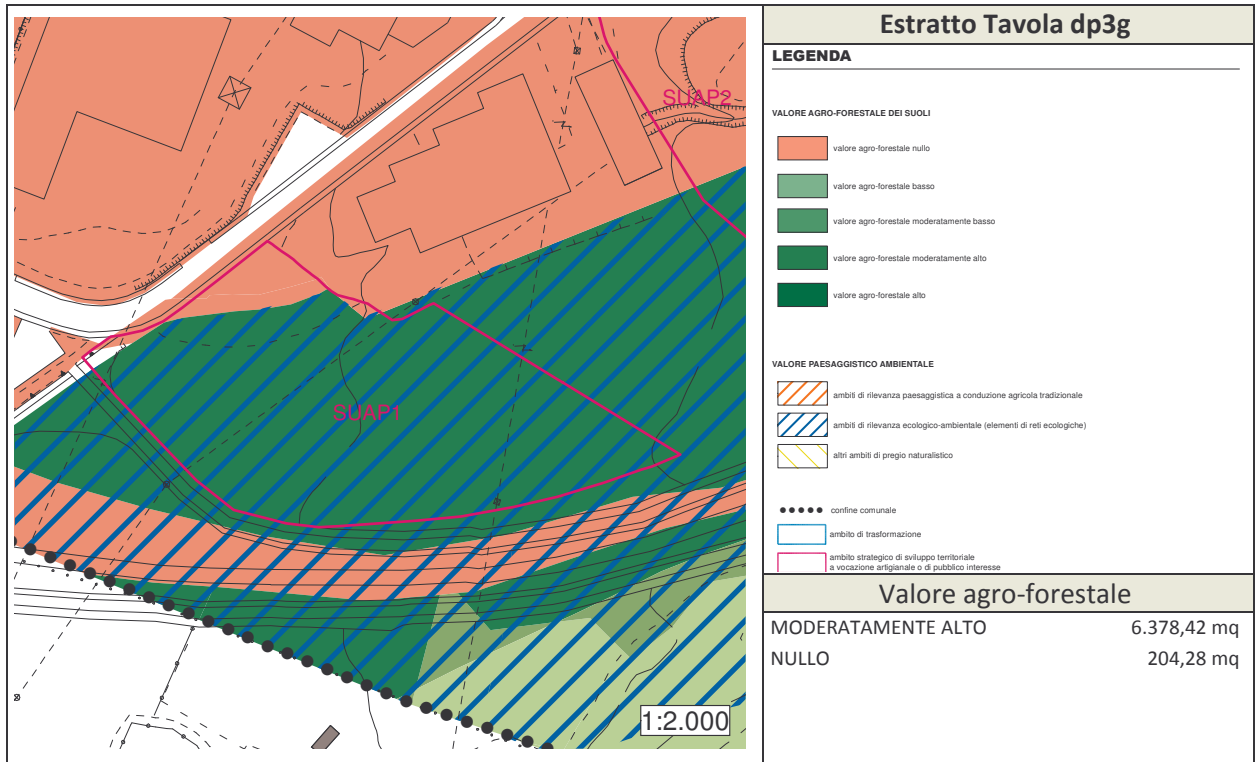 SUAP2
SUAP1
1:2.000
Estratto Tavola dp3g
LEGENDA
VALORE AGRO-FORESTALE DEI SUOLI
valore agro-forestale nullo
valore agro-forestale basso
valore agro-forestale moderatamente basso
valore agro-forestale moderatamente alto
valore agro-forestale alto
VALORE PAESAGGISTICO AMBIENTALE
ambiti di rilevanza paesaggistica a conduzione agricola tradizionale
ambiti di rilevanza ecologico-ambientale (elementi di reti ecologiche)
altri ambiti di pregio naturalistico
confine comunale
ambito di trasformazione
ambito strategico di sviluppo territoriale
a vocazione artigianale o di pubblico interesse
Valore agro-forestale
MODERATAMENTE ALTO 6.378,42 mq
NULLO 204,28 mq